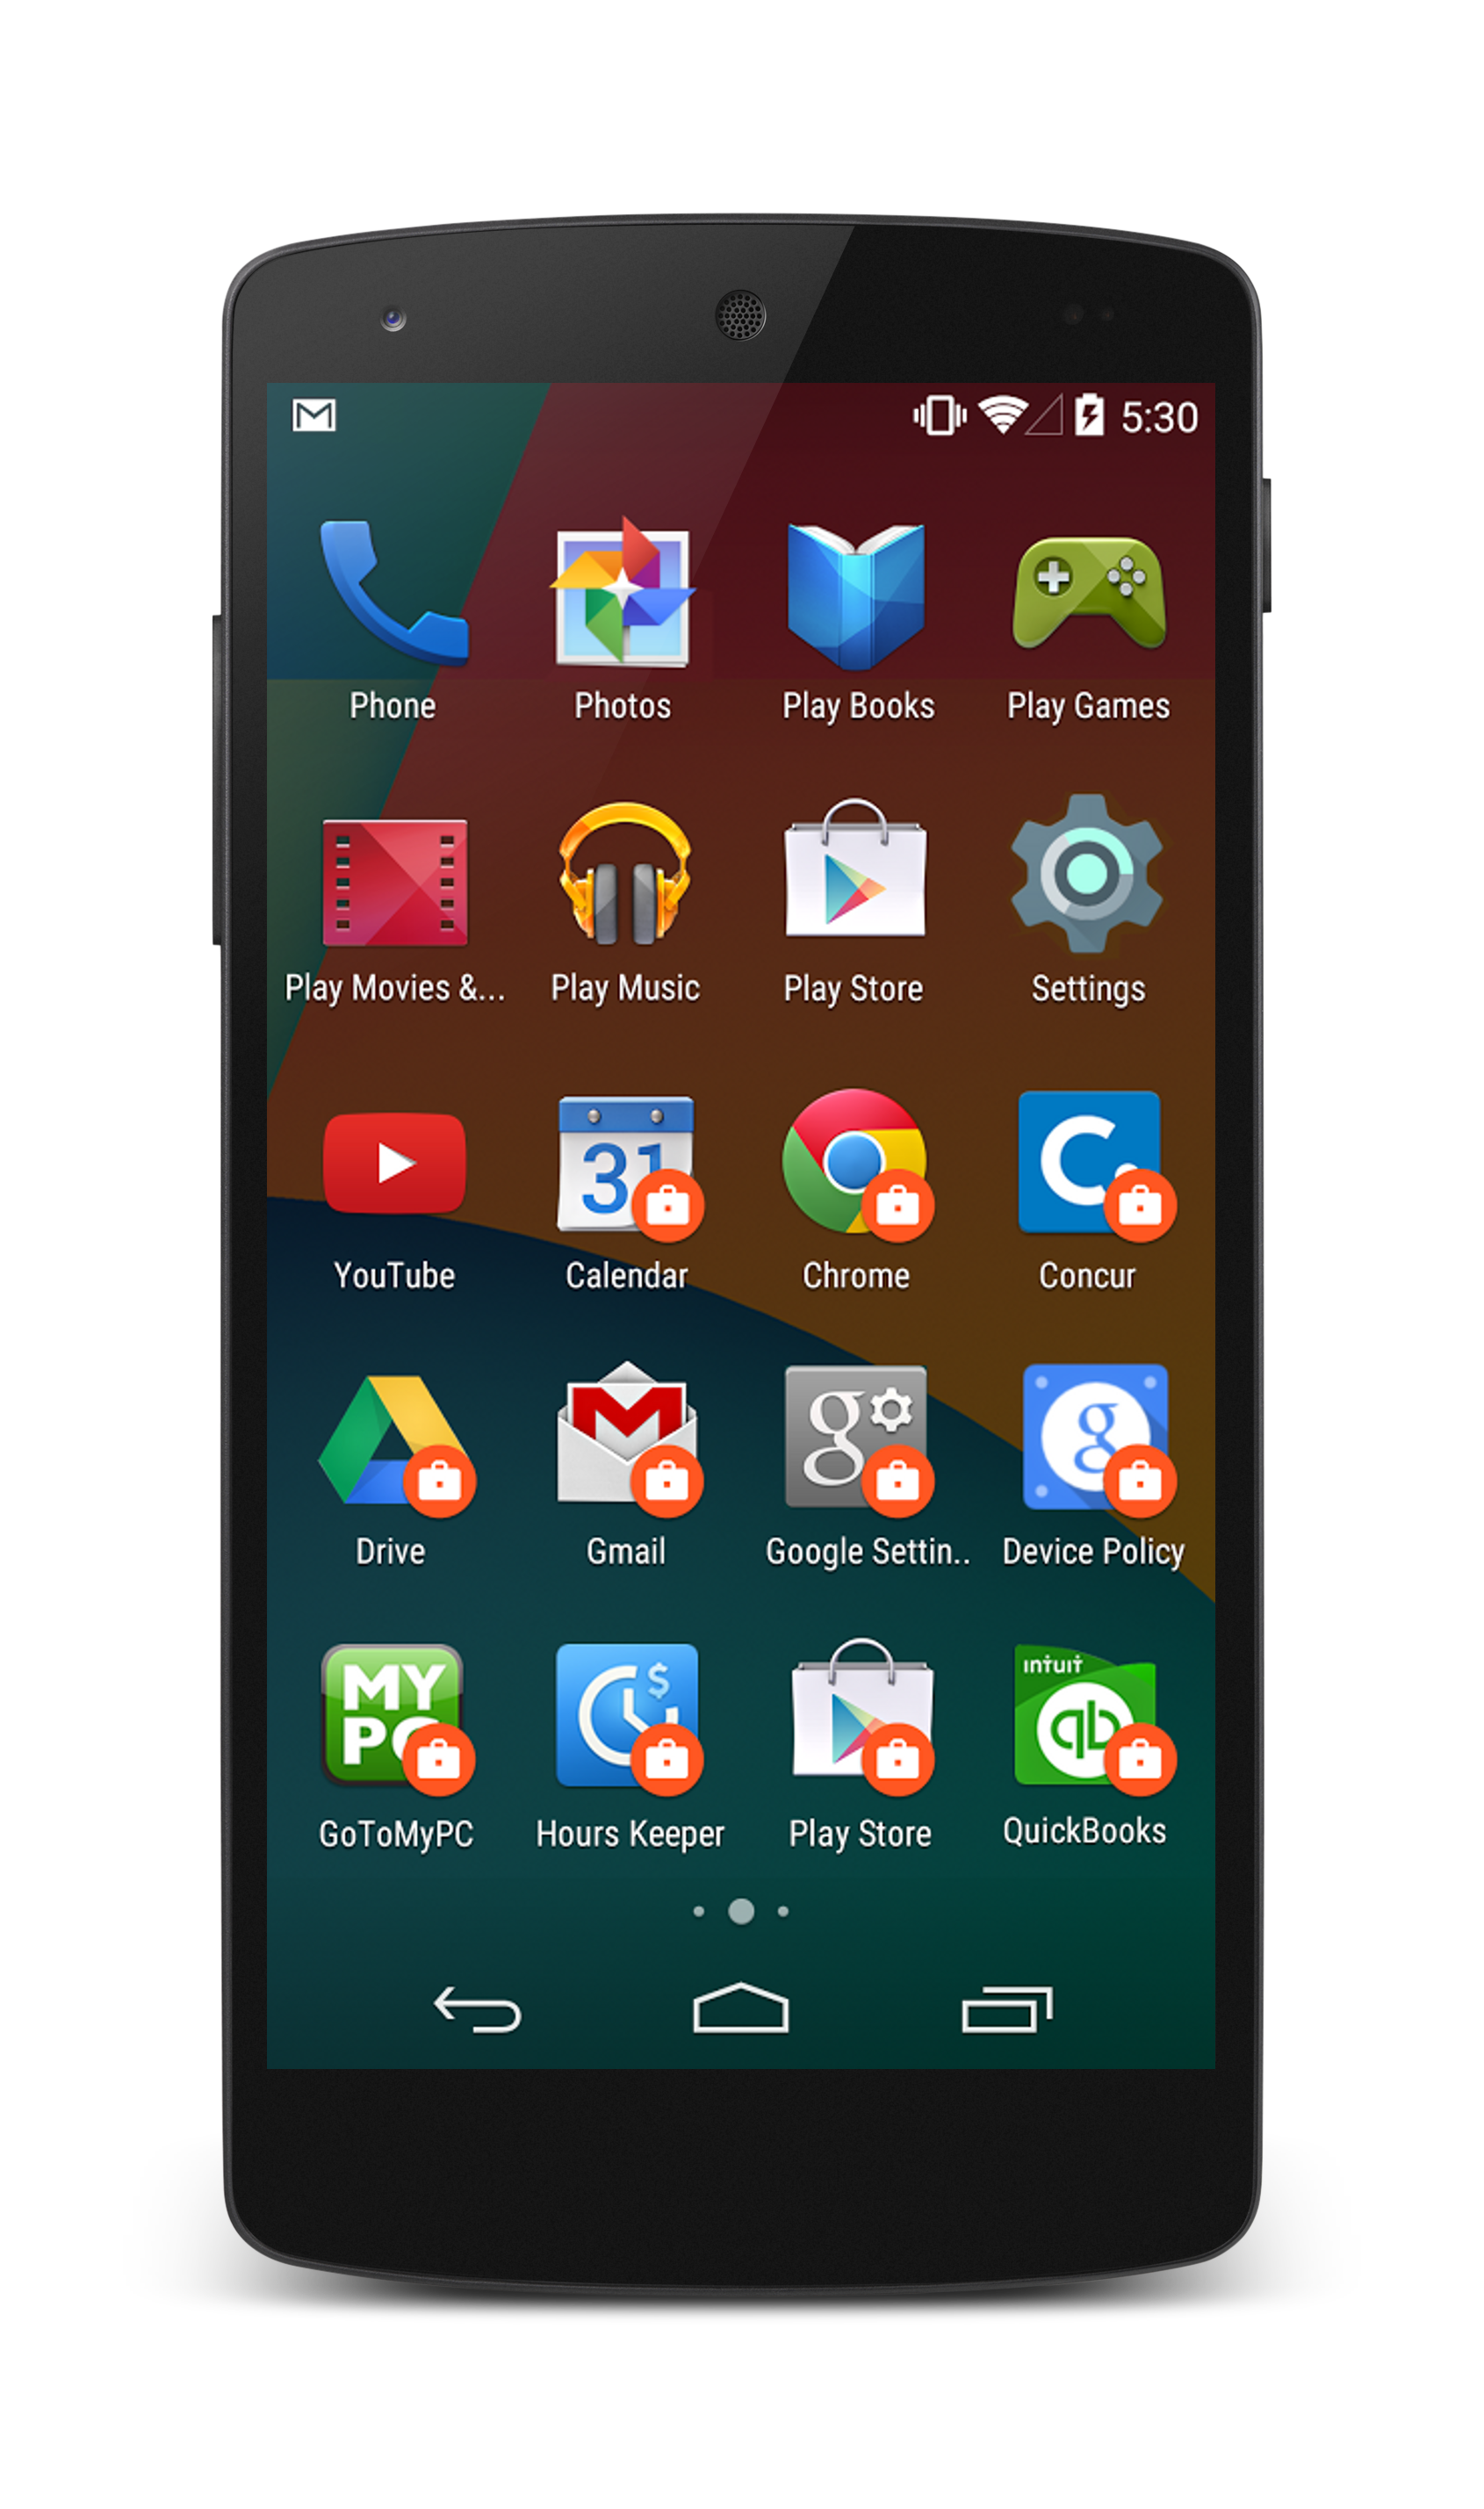 5:30
Phone Photos Play Books Play Games
Play Movies &... Play Music Play Store Settings
31
C.
YouTube Calendar Chrome Concur
g g
Drive Gmail Google Settin.. Device Policy
MY
PC
$
intuit
qb
GoToMyPC Hours Keeper Play Store QuickBooks